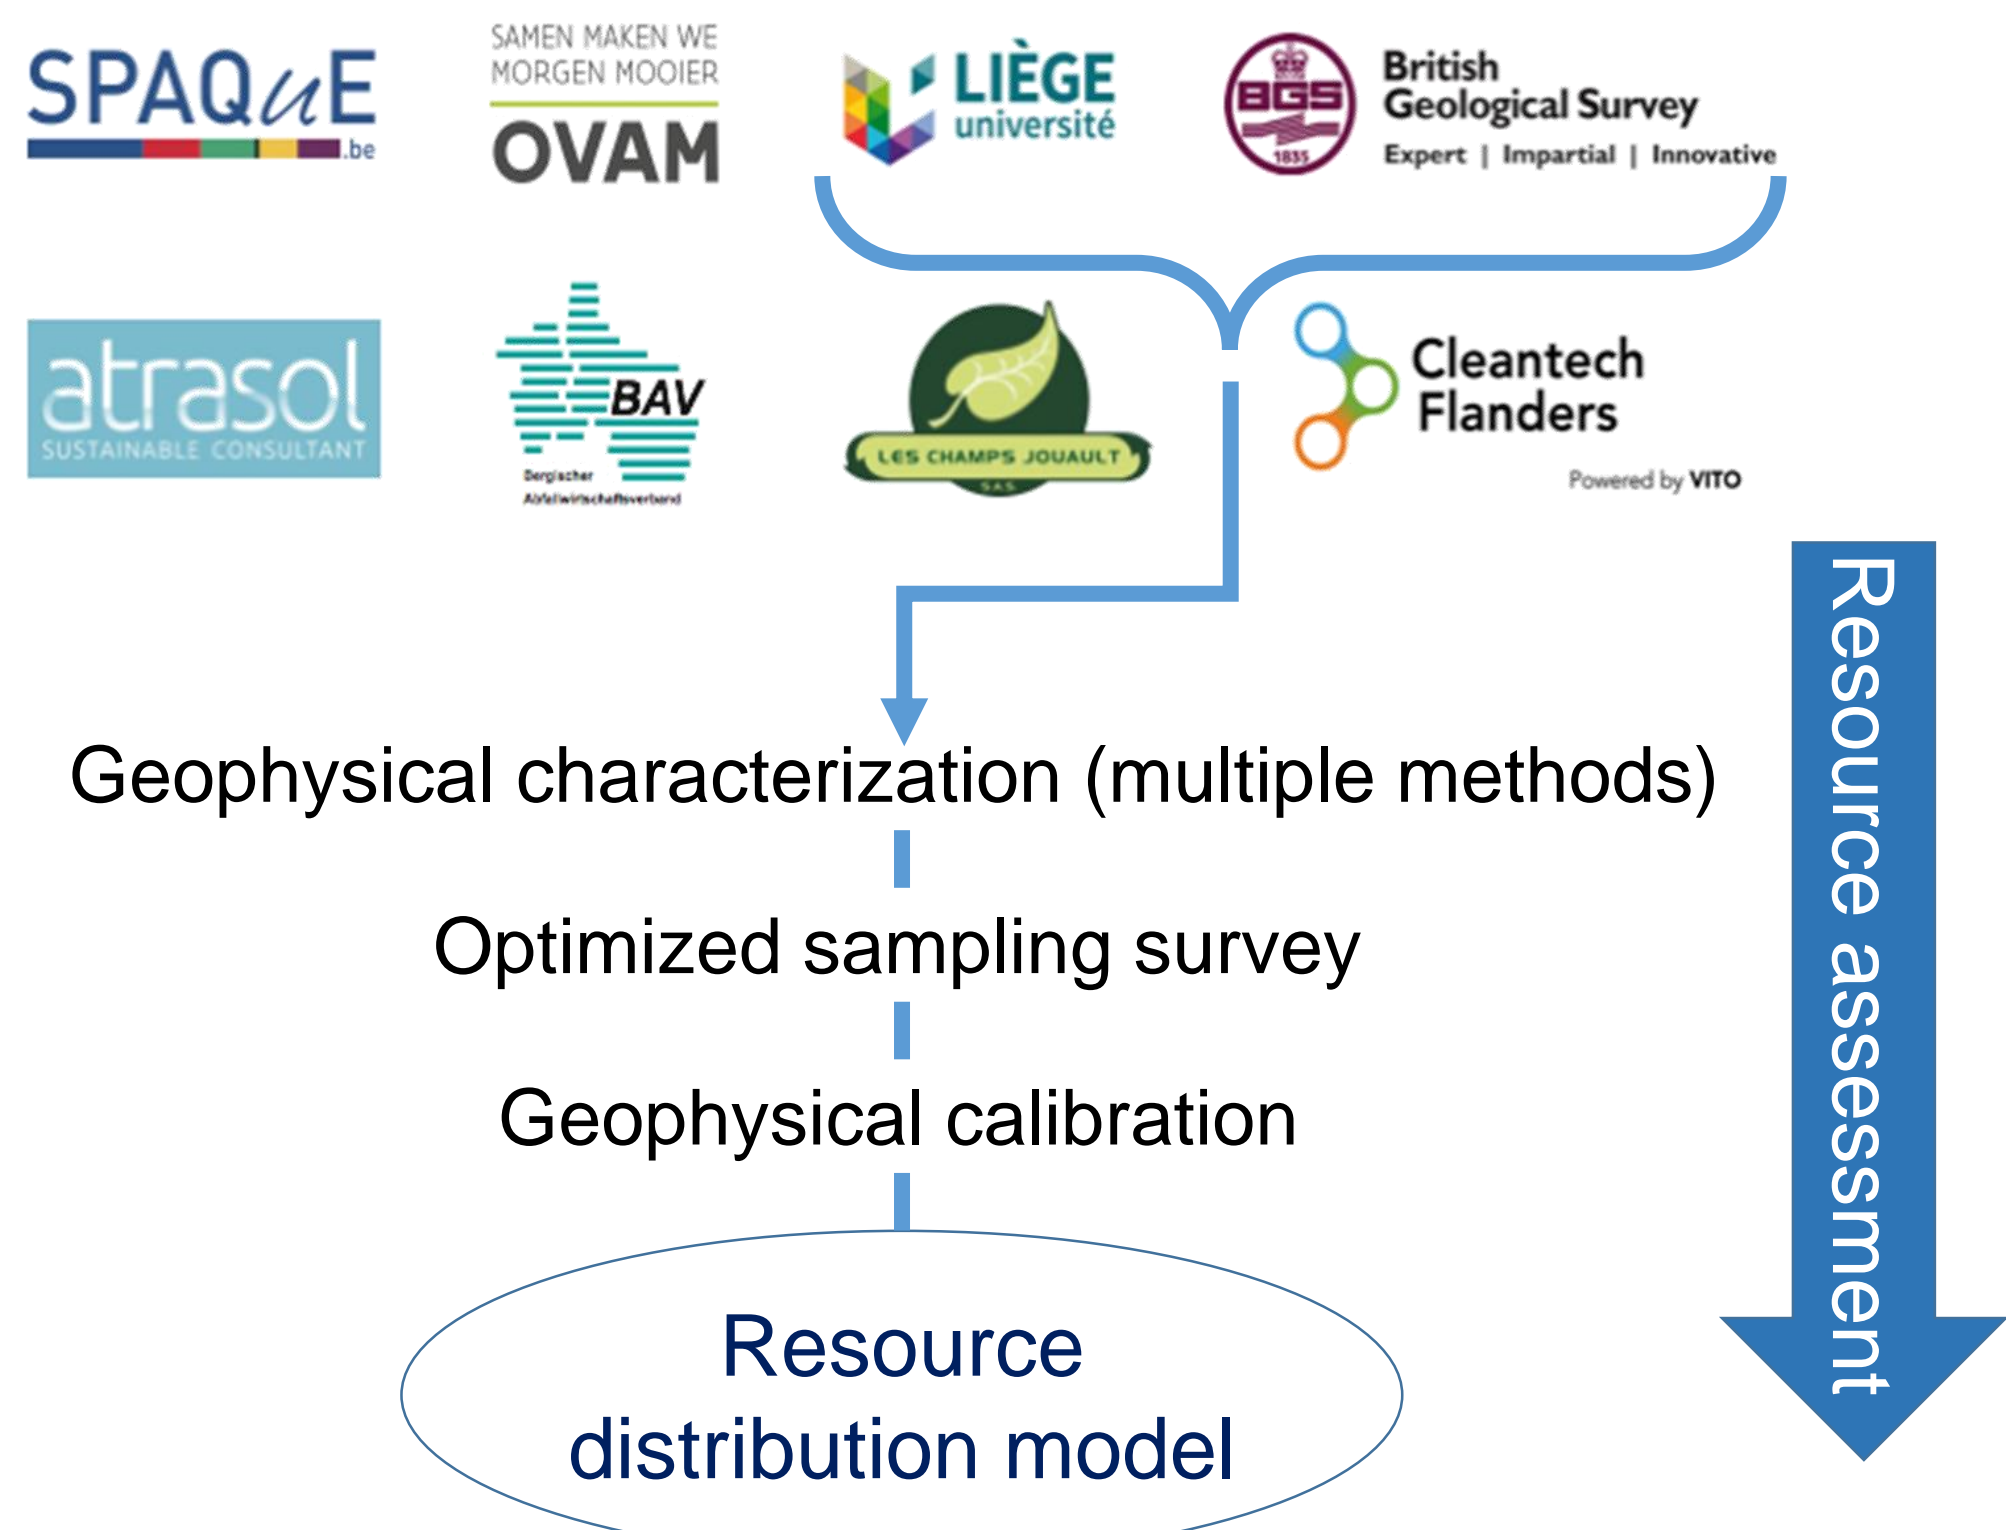 SPAQuE
.be
SAMEN MAKEN WE
MORGEN MOOIER
OVAM
LIÈGE
université
BGS
1835
British
Geological Survey
Expert | Impartial | Innovative
atrasol
SUSTAINABLE CONSULTANT
BAV
Bergischer
Abfallwirtschaftsverband
LES CHAMPS JOUAULT
S.A.S.
Cleantech
Flanders
Powered by VITO
Geophysical characterization (multiple methods)
Optimized sampling survey
Geophysical calibration
Resource
distribution model
Resource assessment